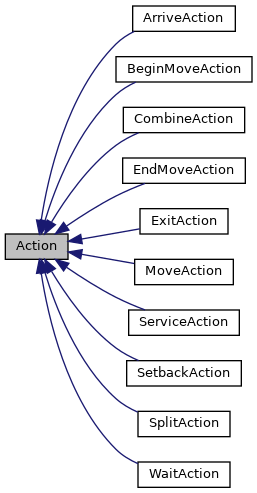 ArriveAction
BeginMoveAction
CombineAction
EndMoveAction
ExitAction
Action
MoveAction
ServiceAction
SetbackAction
SplitAction
WaitAction